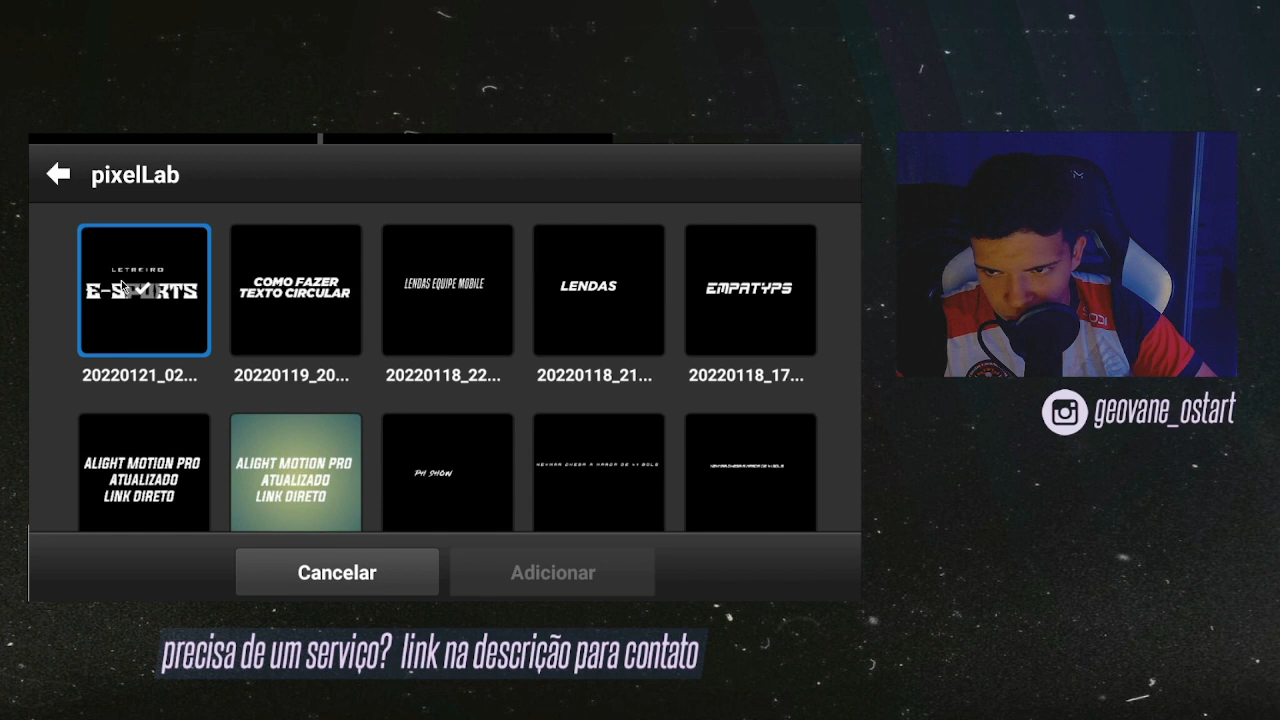 pixelLab
LETREIRO
E-SPORTS
COMO FAZER
TEXTO CIRCULAR
LENDAS EQUIPE MOBILE
LENDAS
EMPATYPS
20220121_02...
20220119_20...
20220118_22...
20220118_21...
20220118_17...
ALIGHT MOTION PRO
ATUALIZADO
LINK DIRETO
ALIGHT MOTION PRO
ATUALIZADO
LINK DIRETO
PH SHOW
Cancelar
Adicionar
geovane_ostart
precisa de um serviço? link na descrição para contato